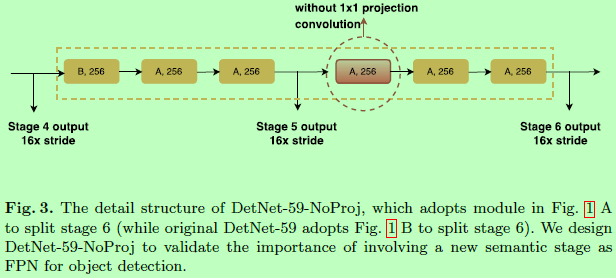 without 1x1 projection
convolution
B, 256
A, 256
A, 256
A, 256
A, 256
A, 256
Stage 4 output
16x stride
Stage 5 output
16x stride
Stage 6 output
16x stride
Fig. 3. The detail structure of DetNet-59-NoProj, which adopts module in Fig. 1 A
to split stage 6 (while original DetNet-59 adopts Fig. 1 B to split stage 6). We design
DetNet-59-NoProj to validate the importance of involving a new semantic stage as
FPN for object detection.